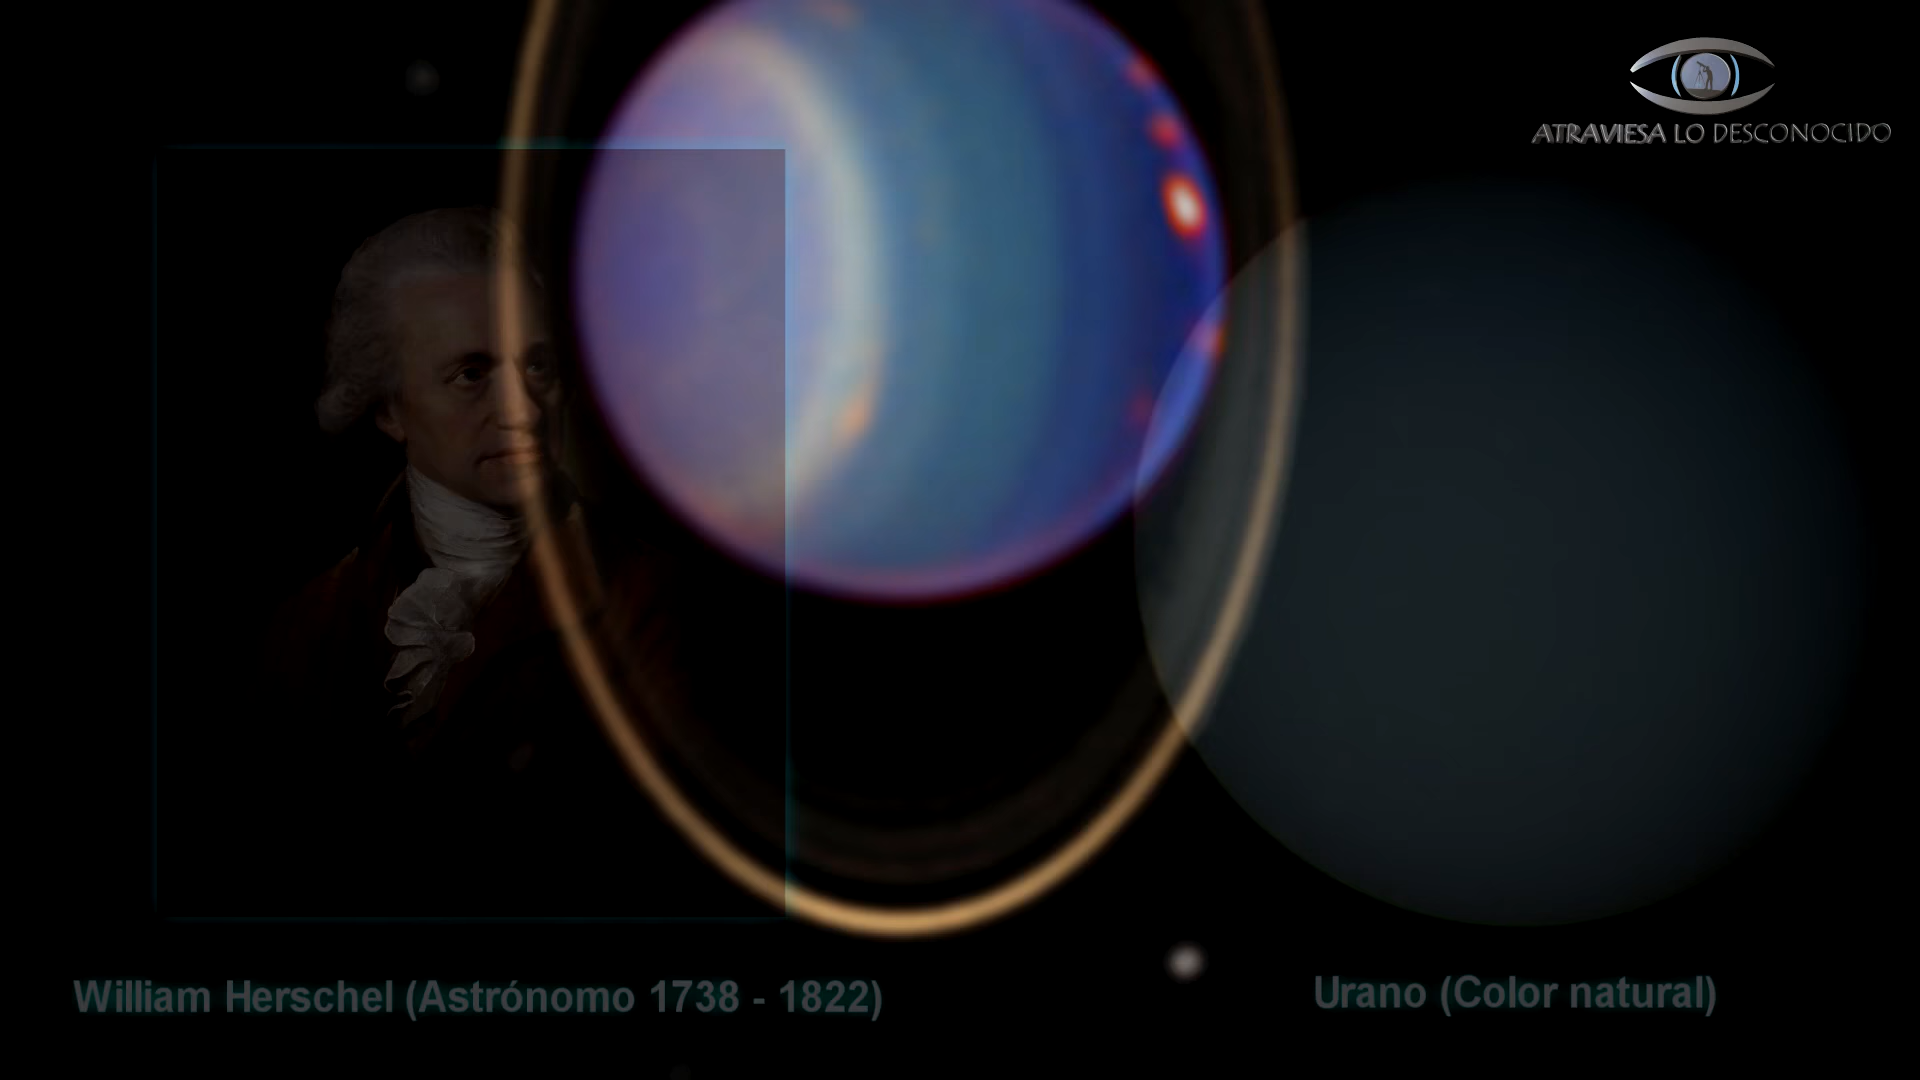 ATRAVIESA LO DESCONOCIDO
William Herschel (Astrónomo 1738 - 1822)
Urano (Color natural)